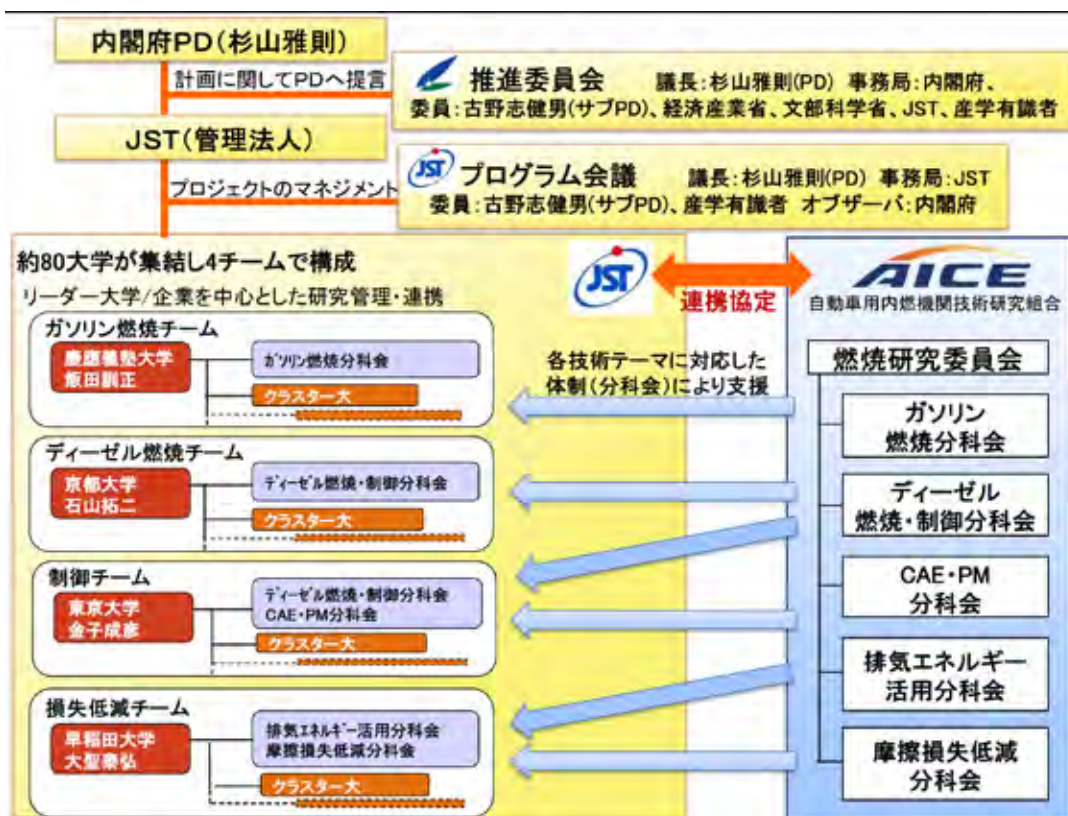 内閣府PD(杉山雅則)
計画に関してPDへ提言
推進委員会 議長:杉山雅則(PD) 事務局:内閣府、
委員:古野志健男(サブPD)、経済産業省、文部科学省、JST、産学有識者
JST(管理法人)
プロジェクトのマネジメント
JST プログラム会議 議長:杉山雅則(PD) 事務局:JST
委員:古野志健男(サブPD)、産学有識者 オブザーバ:内閣府
約80大学が集結し4チームで構成
リーダー大学/企業を中心とした研究管理・連携
ガソリン燃焼チーム
慶應義塾大学
飯田訓正
ガソリン燃焼分科会
クラスター大
ディーゼル燃焼チーム
京都大学
石山拓二
ディーゼル燃焼・制御分科会
クラスター大
制御チーム
東京大学
金子成彦
ディーゼル燃焼・制御分科会
CAE・PM分科会
クラスター大
損失低減チーム
早稲田大学
大聖泰弘
排気エネルギー活用分科会
摩擦損失低減分科会
クラスター大
JST
連携協定
各技術テーマに対応した
体制(分科会)により支援
AICE
自動車用内燃機関技術研究組合
燃焼研究委員会
ガソリン
燃焼分科会
ディーゼル
燃焼・制御分科会
CAE・PM
分科会
排気エネルギー
活用分科会
摩擦損失低減
分科会